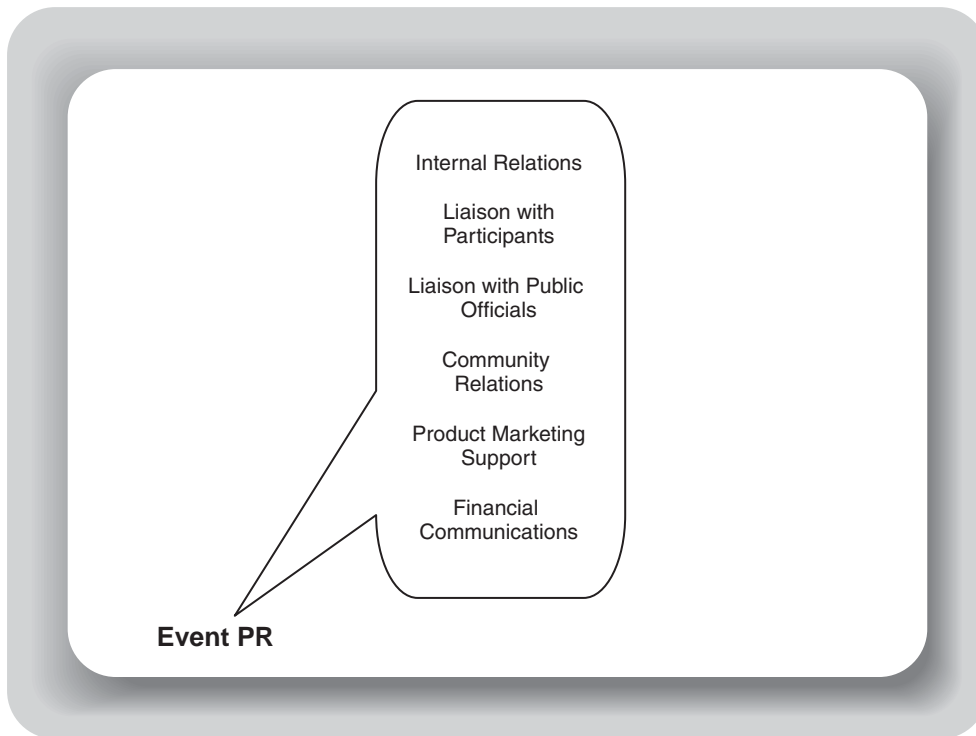 Internal Relations
Liaison with
Participants
Liaison with Public
Officials
Community
Relations
Product Marketing
Support
Financial
Communications
Event PR